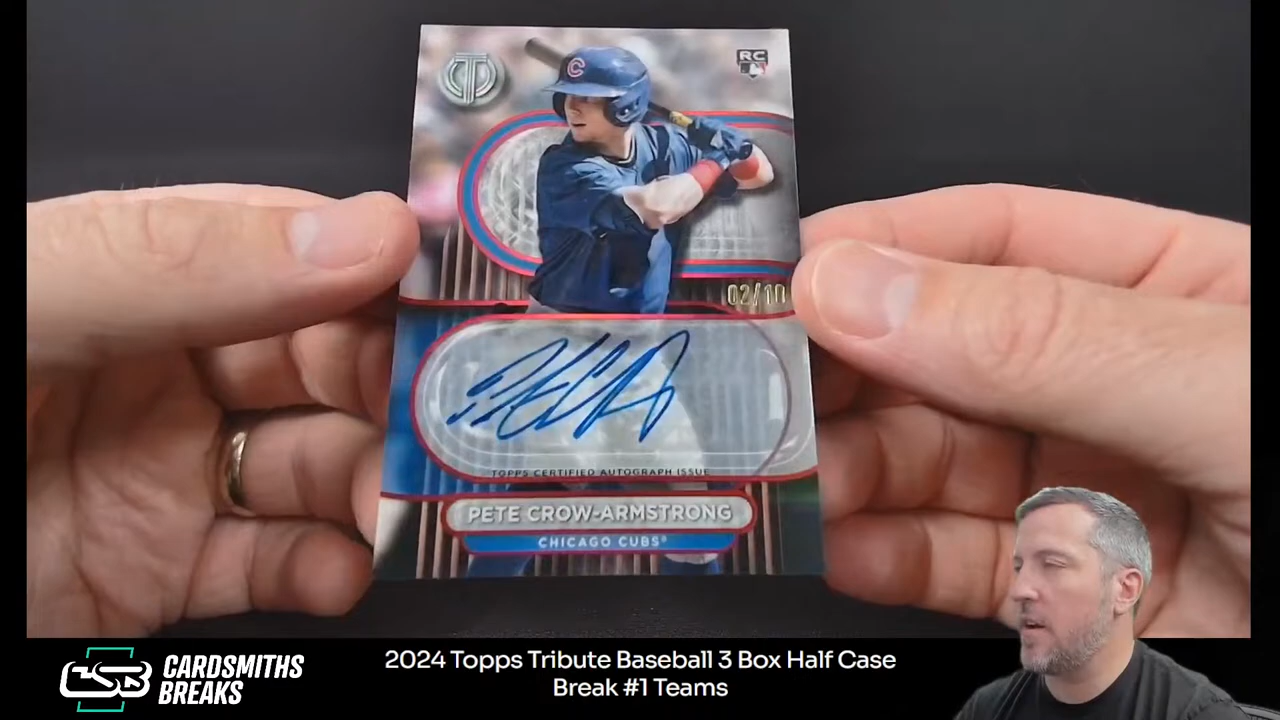 RC
C
02/10
TOPPS CERTIFIED AUTOGRAPH ISSUE
PETE CROW-ARMSTRONG
CHICAGO CUBS®
CSB
CARDSMITHS
BREAKS
2024 Topps Tribute Baseball 3 Box Half Case
Break #1 Teams